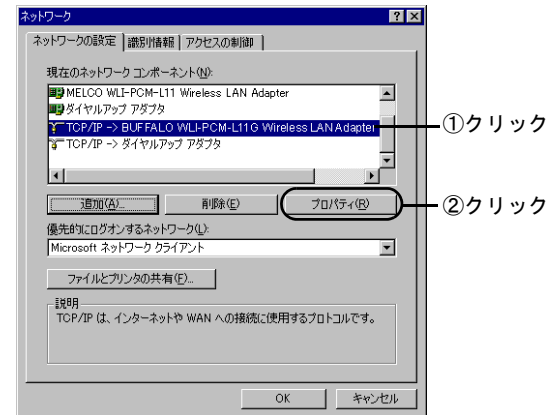 ネットワーク
ネットワークの設定 識別情報 アクセスの制御
現在のネットワーク コンポーネント(N):
MELCO WLI-PCM-L11 Wireless LAN Adapter
ダイヤルアップ アダプタ
TCP/IP -> BUFFALO WLI-PCM-L11G Wireless LAN Adapter
①クリック
TCP/IP -> ダイヤルアップ アダプタ
追加(A)... 削除(E) プロパティ(R)
②クリック
優先的にログオンするネットワーク(L):
Microsoft ネットワーク クライアント
ファイルとプリンタの共有(F)...
説明
TCP/IP は、インターネットや WAN への接続に使用するプロトコルです。
OK キャンセル